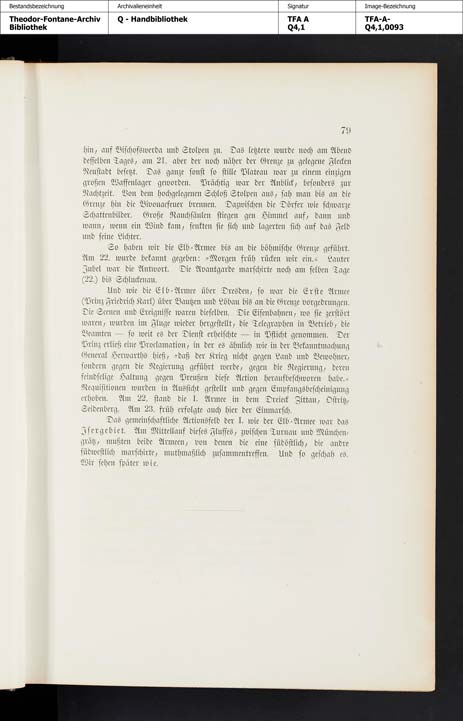 Bestandsbezeichnung
Archivalieneinheit
Signatur
Image-Bezeichnung
Theodor-Fontane-Archiv
Bibliothek
Q - Handbibliothek
TFA A
Q4,1
TFA-A-
Q4,1,0093
79
hin, auf Bischofswerda und Stolpen zu. Das letztere wurde noch am Abend
desselben Tages, am 21. aber der noch näher der Grenze zu gelegene Flecken
Neustadt besetzt. Das ganze sonst so stille Plateau war zu einem einzigen
großen Waffenlager geworden. Prächtig war der Anblick, besonders zur
Nachtzeit. Von dem hochgelegenen Schloß Stolpen aus, sah man bis an die
Grenze hin die Bivouacfeuer brennen. Dazwischen die Dörfer wie schwarze
Schattenbilder. Große Rauchsäulen stiegen gen Himmel auf, dann und
wann, wenn ein Wind kam, senkten sie sich und lagerten sich auf das Feld
und seine Lichter.
So haben wir die Elb-Armee bis an die böhmische Grenze geführt.
Am 22. wurde bekannt gegeben: »Morgen früh rücken wir ein.« Lauter
Jubel war die Antwort. Die Avantgarde marschirte noch am selben Tage
(22.) bis Schluckenau.
Und wie die Elb-Armee über Dresden, so war die Erste Armee
(Prinz Friedrich Karl) über Bautzen und Löbau bis an die Grenze vorgedrungen.
Die Scenen und Ereignisse waren dieselben. Die Eisenbahnen, wo sie zerstört
waren, wurden im Fluge wieder hergestellt, die Telegraphen in Betrieb, die
Beamten — so weit es der Dienst erheischte — in Pflicht genommen. Der
Prinz erließ eine Proclamation, in der es ähnlich wie in der Bekanntmachung
General Herwarths hieß, »daß der Krieg nicht gegen Land und Bewohner,
sondern gegen die Regierung geführt werde, gegen die Regierung, deren
feindselige Haltung gegen Preußen diese Action heraufbeschworen habe.«
Requisitionen wurden in Aussicht gestellt und gegen Empfangsbescheinigung
erhoben. Am 22. stand die I. Armee in dem Dreieck Zittau, Ostritz,
Seidenberg. Am 23. früh erfolgte auch hier der Einmarsch.
Das gemeinschaftliche Actionsfeld der I. wie der Elb-Armee war das
Isergebiet. Am Mittellauf dieses Flusses, zwischen Turnau und München-
grätz, mußten beide Armeen, von denen die eine südöstlich, die andre
südwestlich marschirte, muthmaßlich zusammentreffen. Und so geschah es.
Wir sehen später wie.